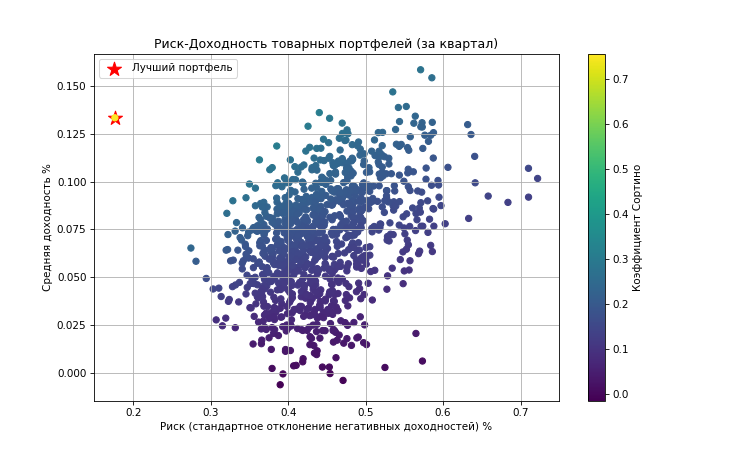 Риск-Доходность товарных портфелей (за квартал)
Лучший портфель
Средняя доходность %
0.150
0.125
0.100
0.075
0.050
0.025
0.000
0.2 0.3 0.4 0.5 0.6 0.7
Риск (стандартное отклонение негативных доходностей) %
0.7
0.6
0.5
0.4
0.3
0.2
0.1
0.0
Коэффициент Сортино